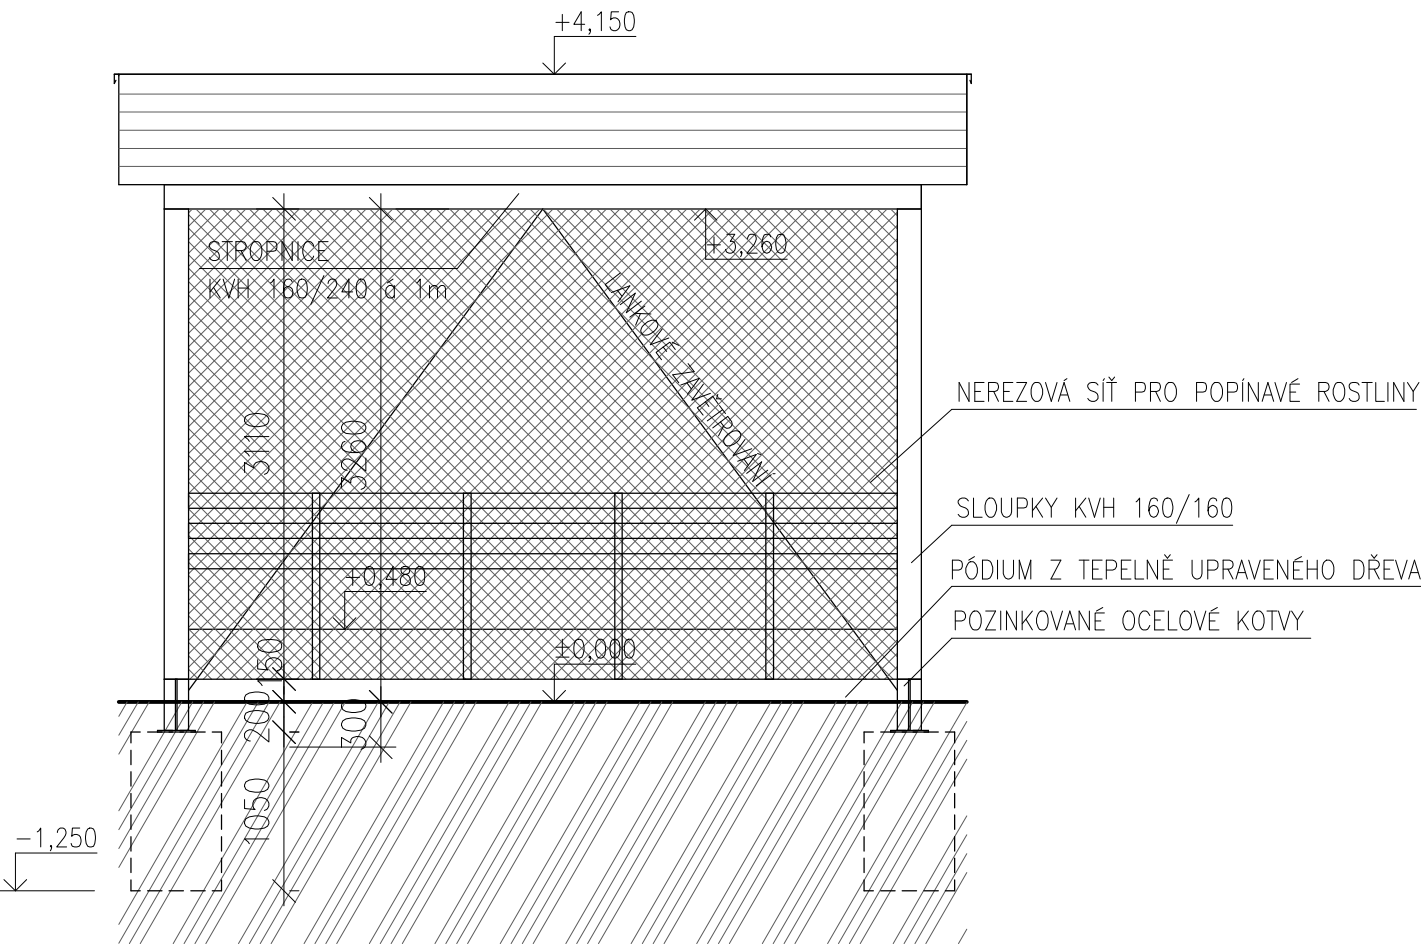 +4,150
STROPNICE
KVH 160/240 á 1m
+3,260
LANKOVÉ ZAVĚTROVÁNÍ
NEREZOVÁ SÍŤ PRO POPÍNAVÉ ROSTLINY
3110
3260
SLOUPKY KVH 160/160
PÓDIUM Z TEPELNĚ UPRAVENÉHO DŘEVA
+0,480
POZINKOVANÉ OCELOVÉ KOTVY
±0,000
150
200
300
1050
−1,250